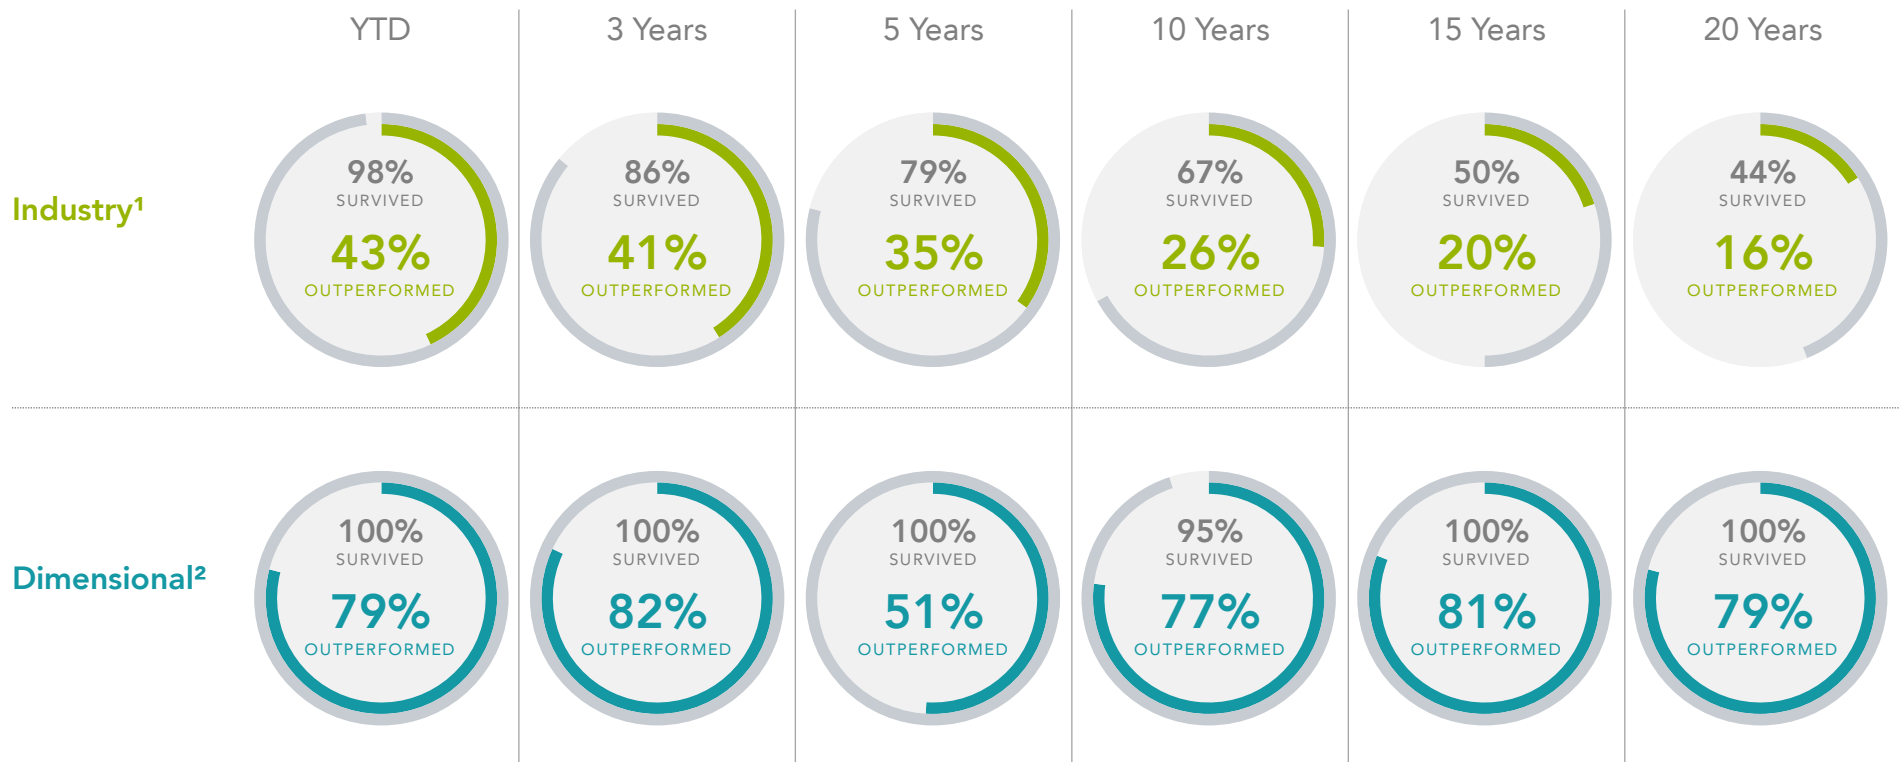 YTD
3 Years
5 Years
10 Years
15 Years
20 Years
Industry¹
98%
SURVIVED
43%
OUTPERFORMED
86%
SURVIVED
41%
OUTPERFORMED
79%
SURVIVED
35%
OUTPERFORMED
67%
SURVIVED
26%
OUTPERFORMED
50%
SURVIVED
20%
OUTPERFORMED
44%
SURVIVED
16%
OUTPERFORMED
Dimensional²
100%
SURVIVED
79%
OUTPERFORMED
100%
SURVIVED
82%
OUTPERFORMED
100%
SURVIVED
51%
OUTPERFORMED
95%
SURVIVED
77%
OUTPERFORMED
100%
SURVIVED
81%
OUTPERFORMED
100%
SURVIVED
79%
OUTPERFORMED